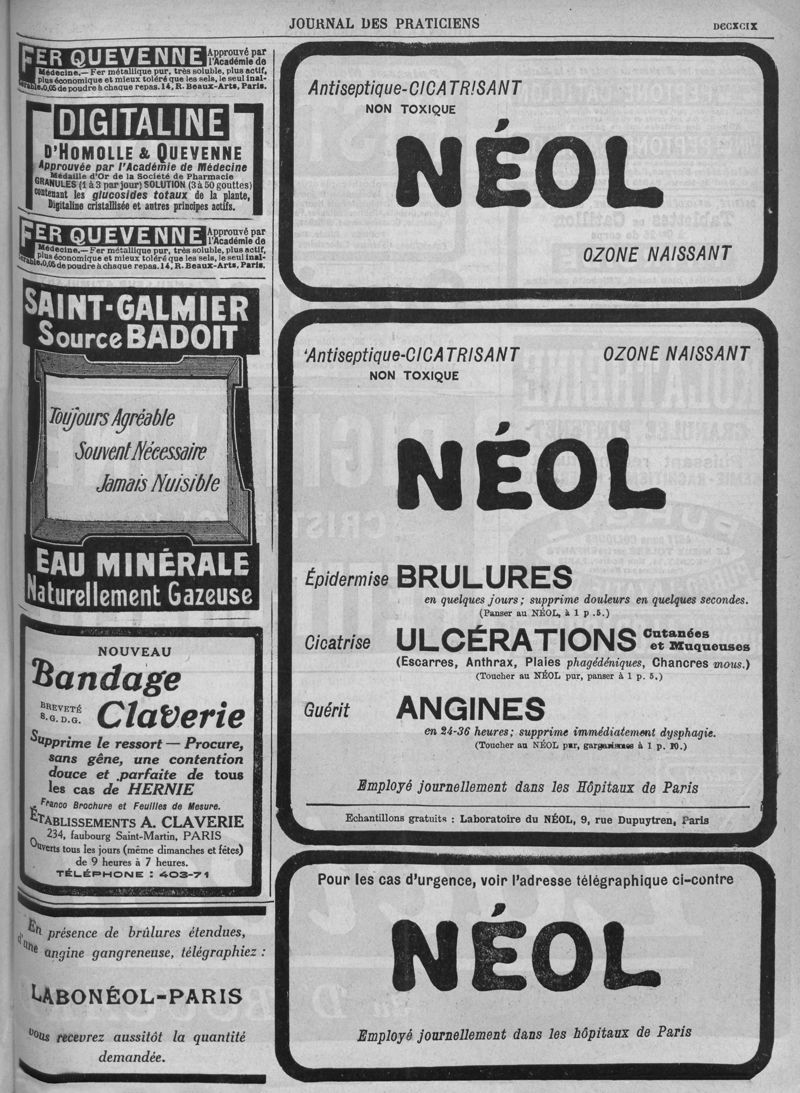 JOURNAL DES PRATICIENS
DCCXCIX
FER QUEVENNE Approuvé par
l'Académie de
Médecine.— Fer métallique pur, très soluble, plus actif,
plus économique et mieux toléré que les sels, le seul inal-
térable.0,05 de poudre à chaque repas. 14, R. Beaux-Arts, Paris.
DIGITALINE
D'HOMOLLE & QUEVENNE
Approuvée par l'Académie de Médecine
Médaille d'Or de la Société de Pharmacie
GRANULES (1 à 3 par jour) SOLUTION (3 à 50 gouttes)
contenant les glucosides totaux de la plante,
Digitaline cristallisée et autres principes actifs.
FER QUEVENNE Approuvé par
l'Académie de
Médecine.— Fer métallique pur, très soluble, plus actif,
plus économique et mieux toléré que les sels, le seul inal-
térable.0,05 de poudre à chaque repas. 14, R. Beaux-Arts, Paris.
SAINT-GALMIER
Source BADOIT
Toujours Agréable
Souvent Nécessaire
Jamais Nuisible
EAU MINÉRALE
Naturellement Gazeuse
NOUVEAU
Bandage
BREVETÉ
S.G.D.G.
Claverie
Supprime le ressort — Procure,
sans gêne, une contention
douce et parfaite de tous
les cas de HERNIE
Franco Brochure et Feuilles de Mesure.
ÉTABLISSEMENTS A. CLAVERIE
234, faubourg Saint-Martin, PARIS
Ouverts tous les jours (même dimanches et fêtes)
de 9 heures à 7 heures.
TÉLÉPHONE : 403-71
En présence de brûlures étendues,
d'une angine gangreneuse, télégraphiez :
LABONÉOL-PARIS
vous recevrez aussitôt la quantité
demandée.
Antiseptique-CICATRISANT
NON TOXIQUE
NÉOL
OZONE NAISSANT
Antiseptique-CICATRISANT
OZONE NAISSANT
NON TOXIQUE
NÉOL
Épidermise BRULURES
en quelques jours ; supprime douleurs en quelques secondes.
(Panser au NÉOL, à 1 p .5.)
Cicatrise ULCÉRATIONS Cutanées
et Muqueuses
(Escarres, Anthrax, Plaies phagédéniques, Chancres mous.)
(Toucher au NÉOL pur, panser à 1 p. 5.)
Guérit ANGINES
en 24-36 heures ; supprime immédiatement dysphagie.
(Toucher au NÉOL pur, gargarismes à 1 p. 10.)
Employé journellement dans les Hôpitaux de Paris
Echantillons gratuits : Laboratoire du NÉOL, 9, rue Dupuytren, Paris
Pour les cas d'urgence, voir l'adresse télégraphique ci-contre
NÉOL
Employé journellement dans les hôpitaux de Paris